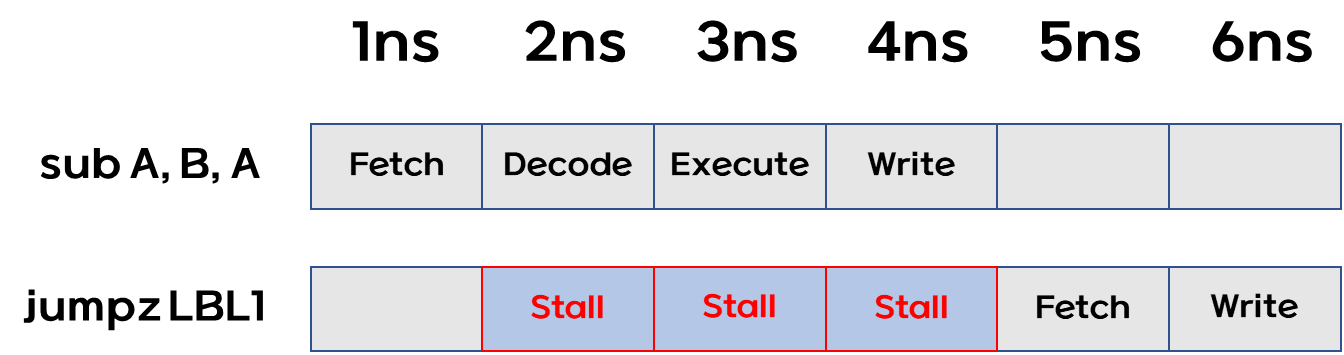 1ns 2ns 3ns 4ns 5ns 6ns
sub A, B, A Fetch Decode Execute Write
jumpz LBL1 Stall Stall Stall Fetch Write